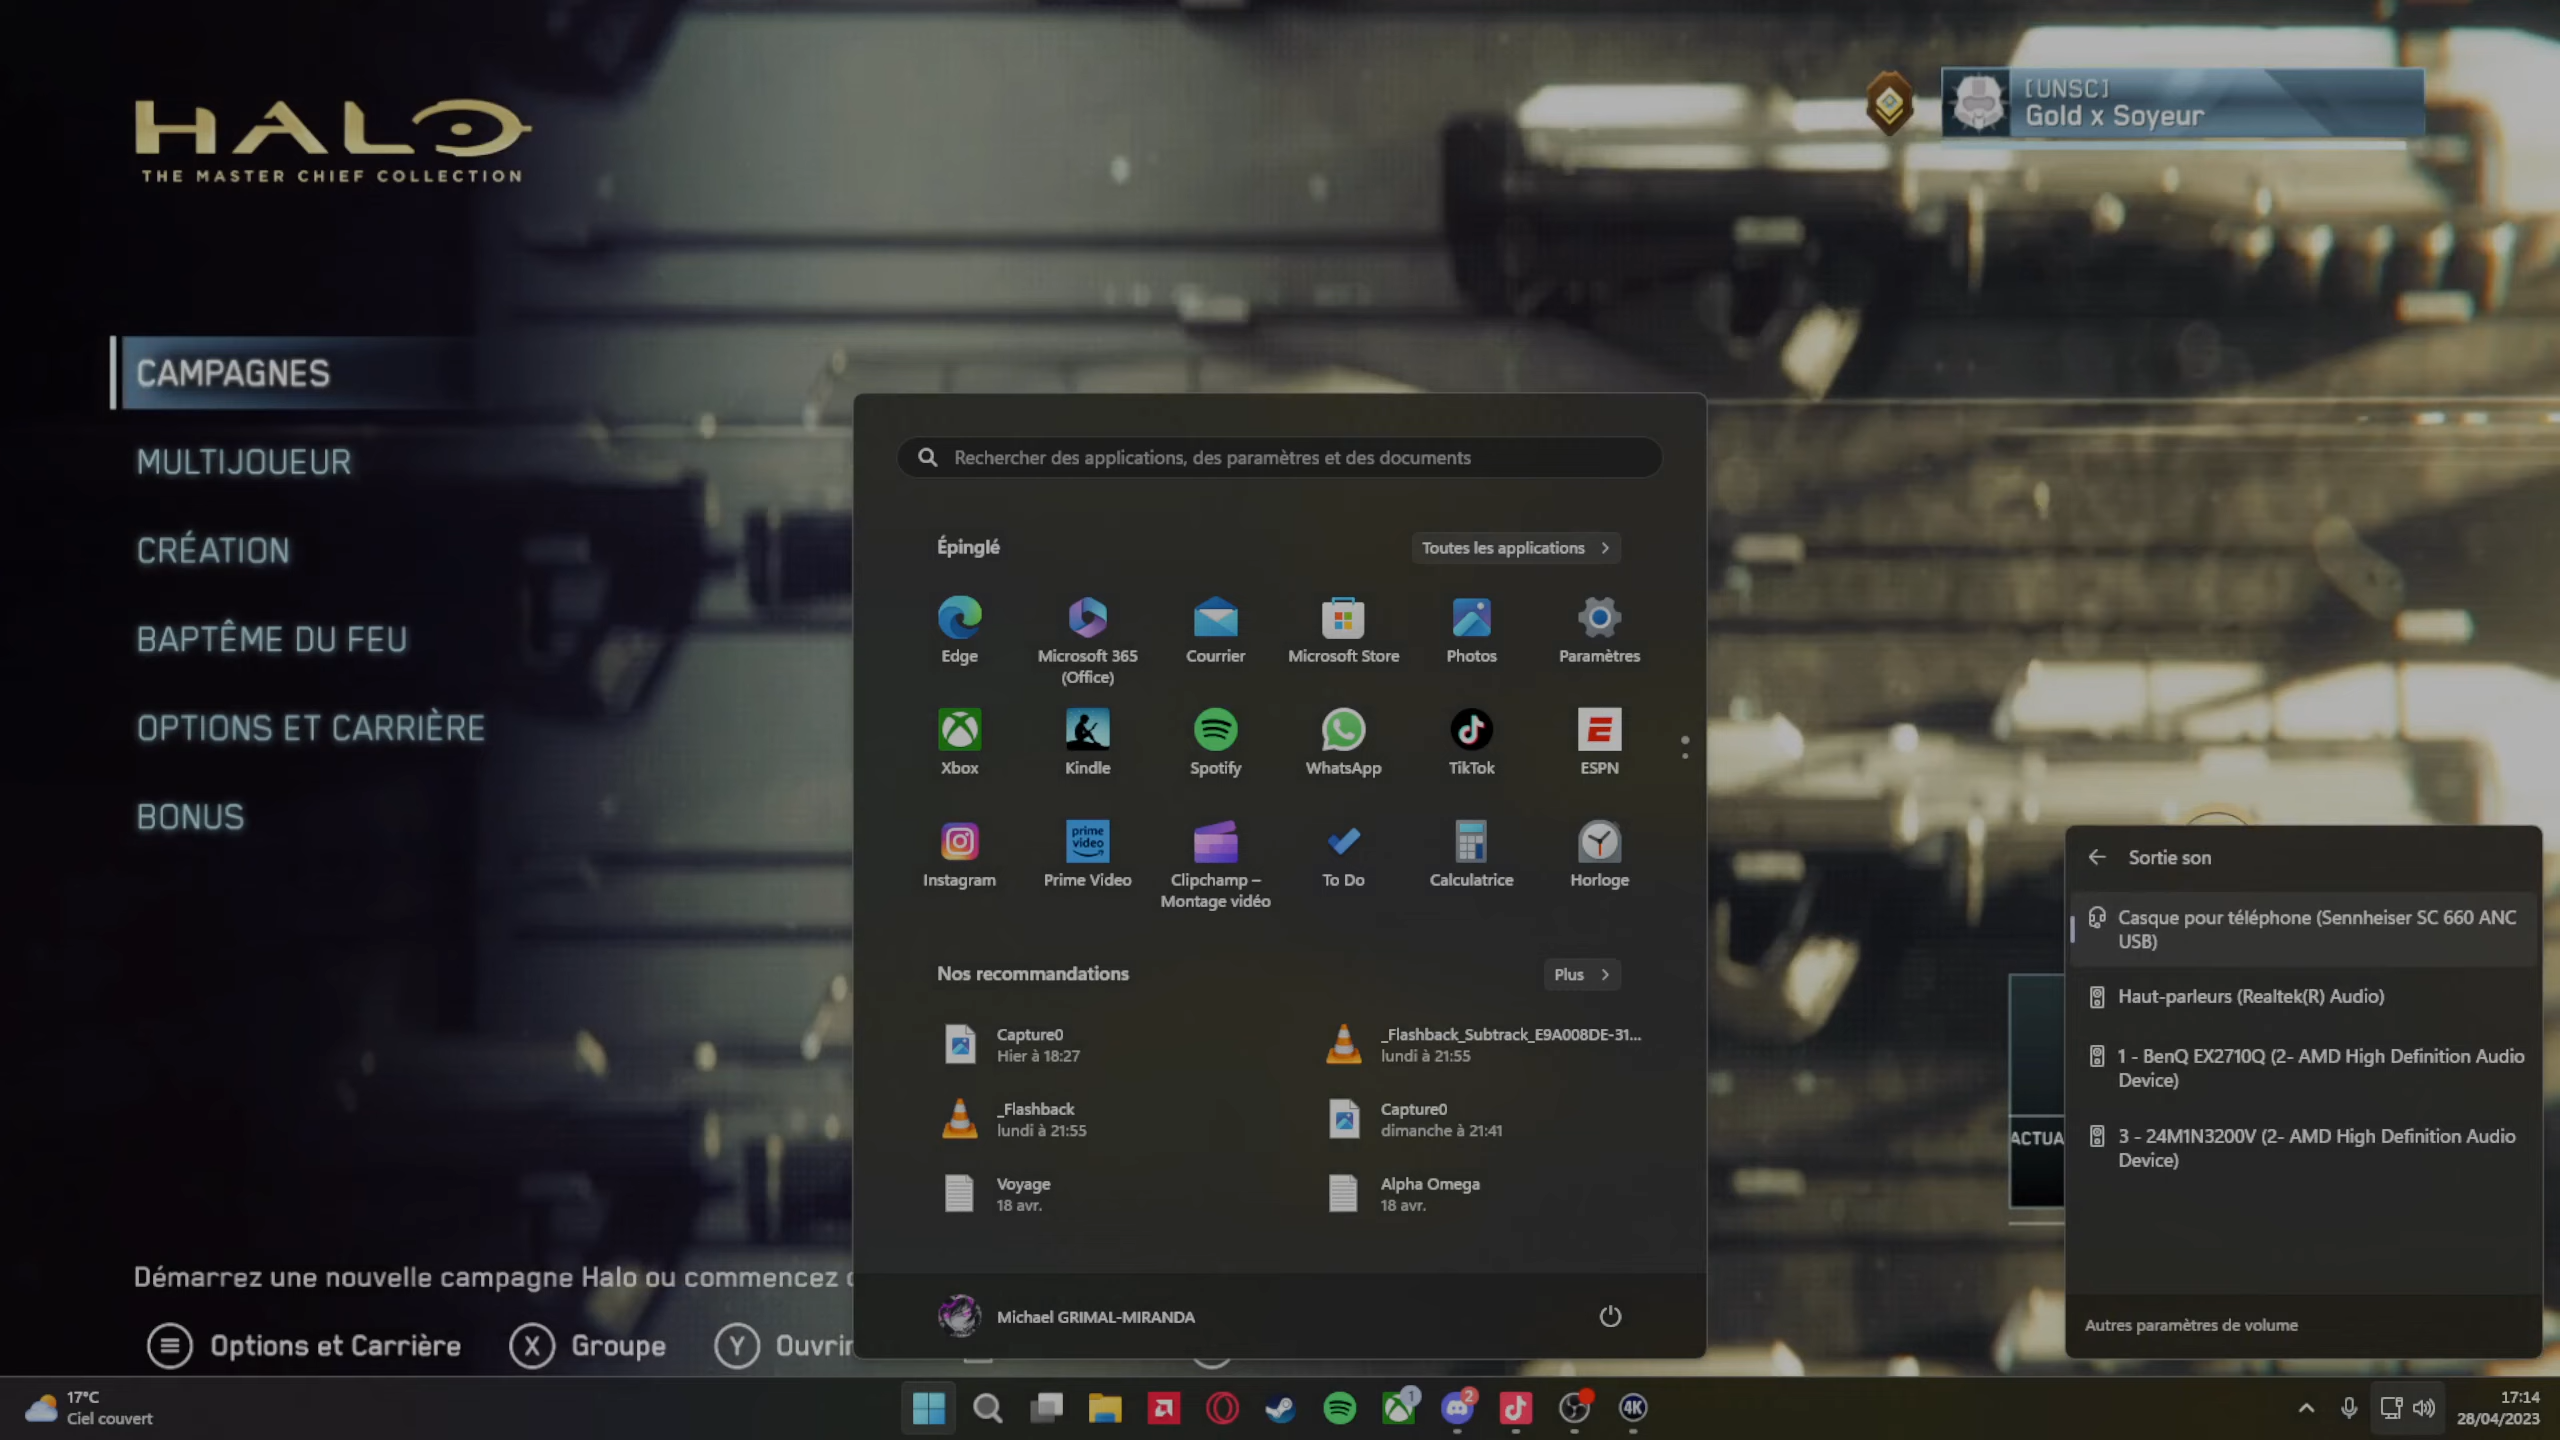 HALO
THE MASTER CHIEF COLLECTION
[UNSC]
Gold x Soyeur
CAMPAGNES
MULTIJOUEUR
CRÉATION
BAPTÊME DU FEU
OPTIONS ET CARRIÈRE
BONUS
Démarrez une nouvelle campagne Halo ou commencez
Options et Carrière
X Groupe
Y Ouvrir
Rechercher des applications, des paramètres et des documents
Épinglé
Toutes les applications
Edge
Microsoft 365
(Office)
Courrier
Microsoft Store
Photos
Paramètres
Xbox
Kindle
Spotify
WhatsApp
TikTok
ESPN
prime
video
Instagram
Prime Video
Clipchamp –
Montage vidéo
To Do
Calculatrice
Horloge
Nos recommandations
Plus
Capture0
Hier à 18:27
_Flashback_Subtrack_E9A008DE-31...
lundi à 21:55
_Flashback
lundi à 21:55
Capture0
dimanche à 21:41
Voyage
18 avr.
Alpha Omega
18 avr.
Michael GRIMAL-MIRANDA
ACTUA
Sortie son
Casque pour téléphone (Sennheiser SC 660 ANC
USB)
Haut-parleurs (Realtek(R) Audio)
1 - BenQ EX2710Q (2- AMD High Definition Audio
Device)
3 - 24M1N3200V (2- AMD High Definition Audio
Device)
Autres paramètres de volume
17°C
Ciel couvert
1
2
4K
17:14
28/04/2023